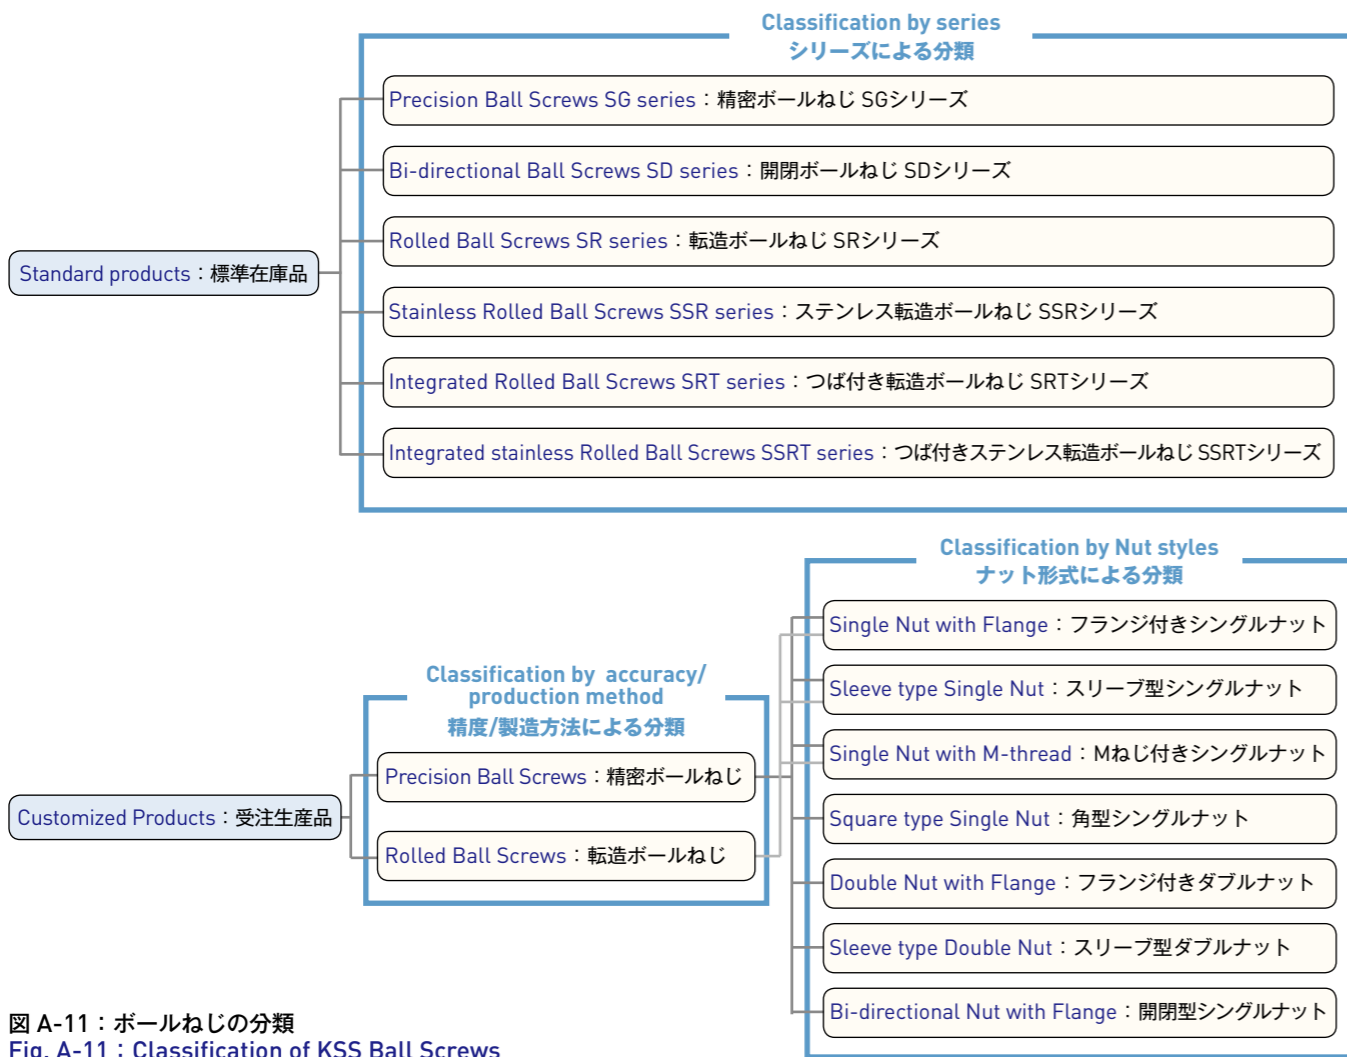 Classification by series
シリーズによる分類
Precision Ball Screws SG series：精密ボールねじ SGシリーズ
Bi-directional Ball Screws SD series：開閉ボールねじ SDシリーズ
Rolled Ball Screws SR series：転造ボールねじ SRシリーズ
Standard products：標準在庫品
Stainless Rolled Ball Screws SSR series：ステンレス転造ボールねじ SSRシリーズ
Integrated Rolled Ball Screws SRT series：つば付き転造ボールねじ SRTシリーズ
Integrated stainless Rolled Ball Screws SSRT series：つば付きステンレス転造ボールねじ SSRTシリーズ
Classification by Nut styles
ナット形式による分類
Single Nut with Flange：フランジ付きシングルナット
Sleeve type Single Nut：スリーブ型シングルナット
Single Nut with M-thread：Mねじ付きシングルナット
Square type Single Nut：角型シングルナット
Double Nut with Flange：フランジ付きダブルナット
Sleeve type Double Nut：スリーブ型ダブルナット
Bi-directional Nut with Flange：開閉型シングルナット
Classification by accuracy/
production method
精度/製造方法による分類
Precision Ball Screws：精密ボールねじ
Customized Products：受注生産品
Rolled Ball Screws：転造ボールねじ
図 A-11：ボールねじの分類
Fig. A-11：Classification of KSS Ball Screws